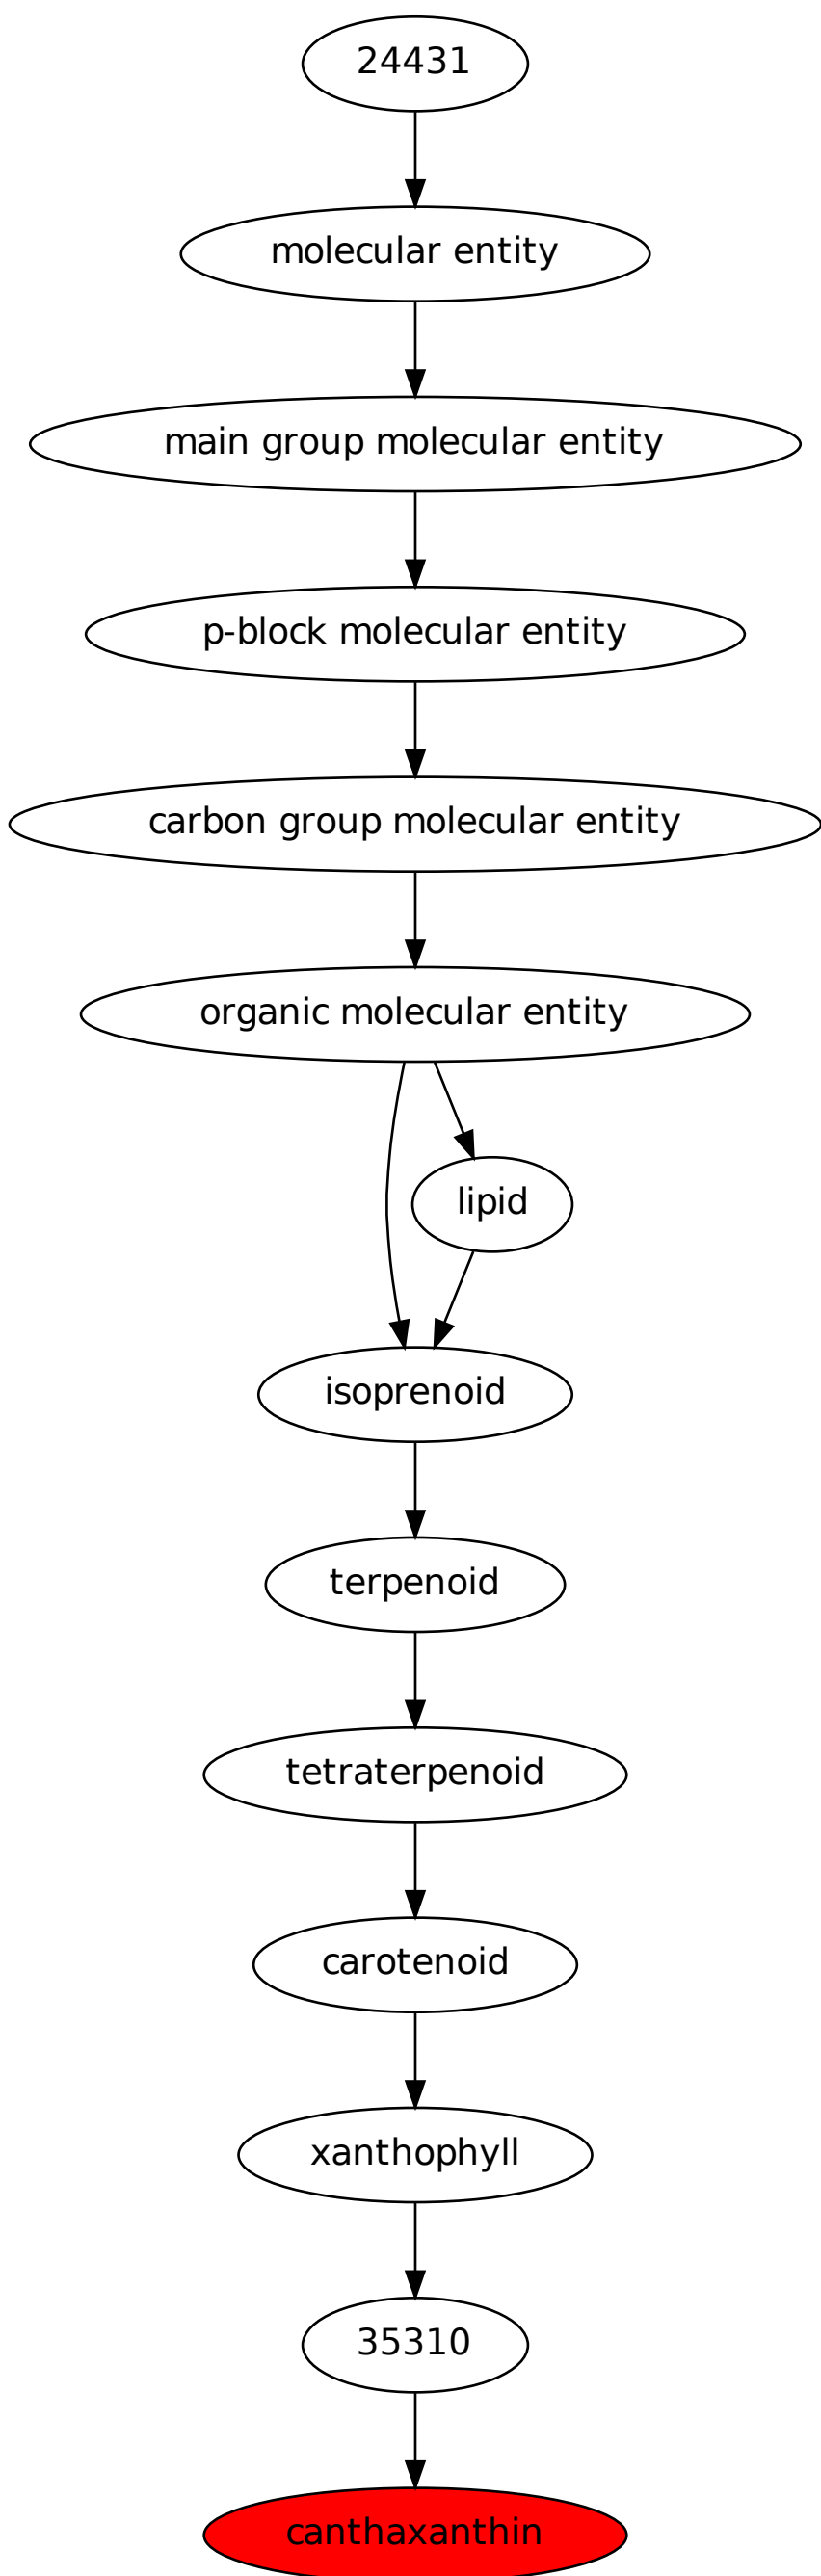 24431
molecular entity
main group molecular entity
p-block molecular entity
carbon group molecular entity
organic molecular entity
lipid
isoprenoid
terpenoid
tetraterpenoid
carotenoid
xanthophyll
35310
canthaxanthin